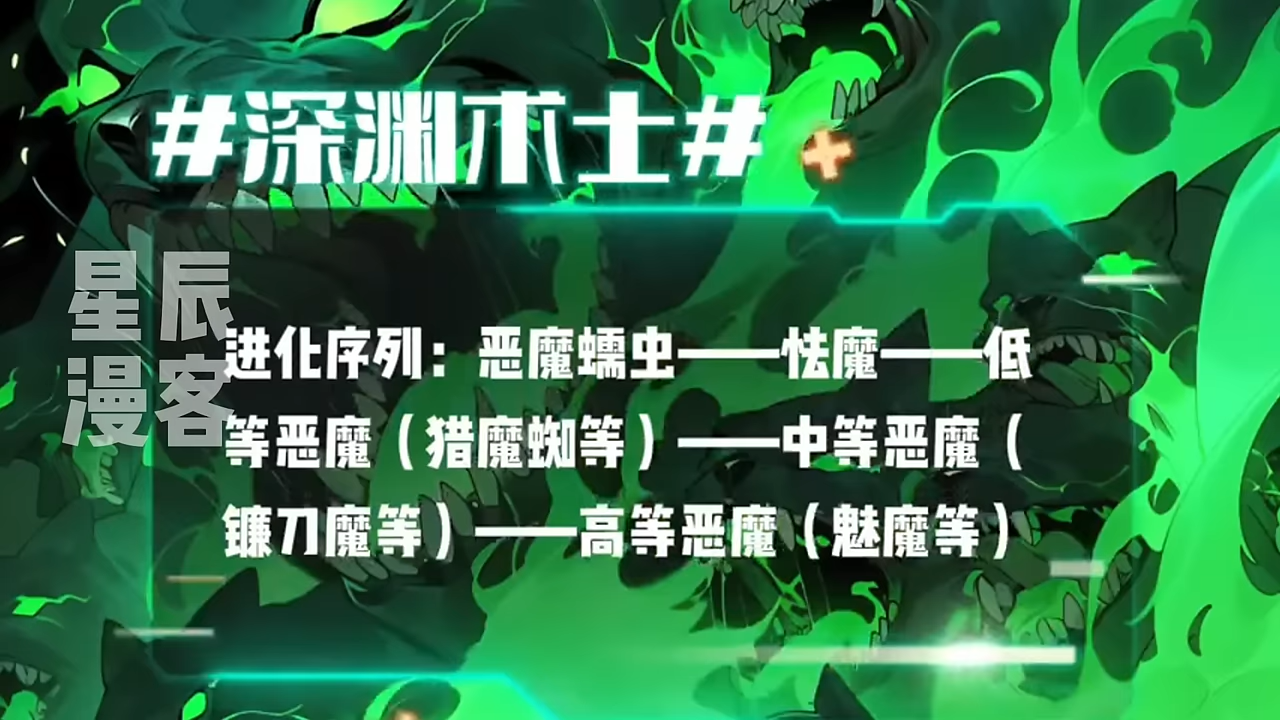 #深渊术士#
星辰
漫客
进化序列：恶魔蠕虫——怯魔——低
等恶魔（猎魔蜘等）——中等恶魔（
镰刀魔等）——高等恶魔（魅魔等）